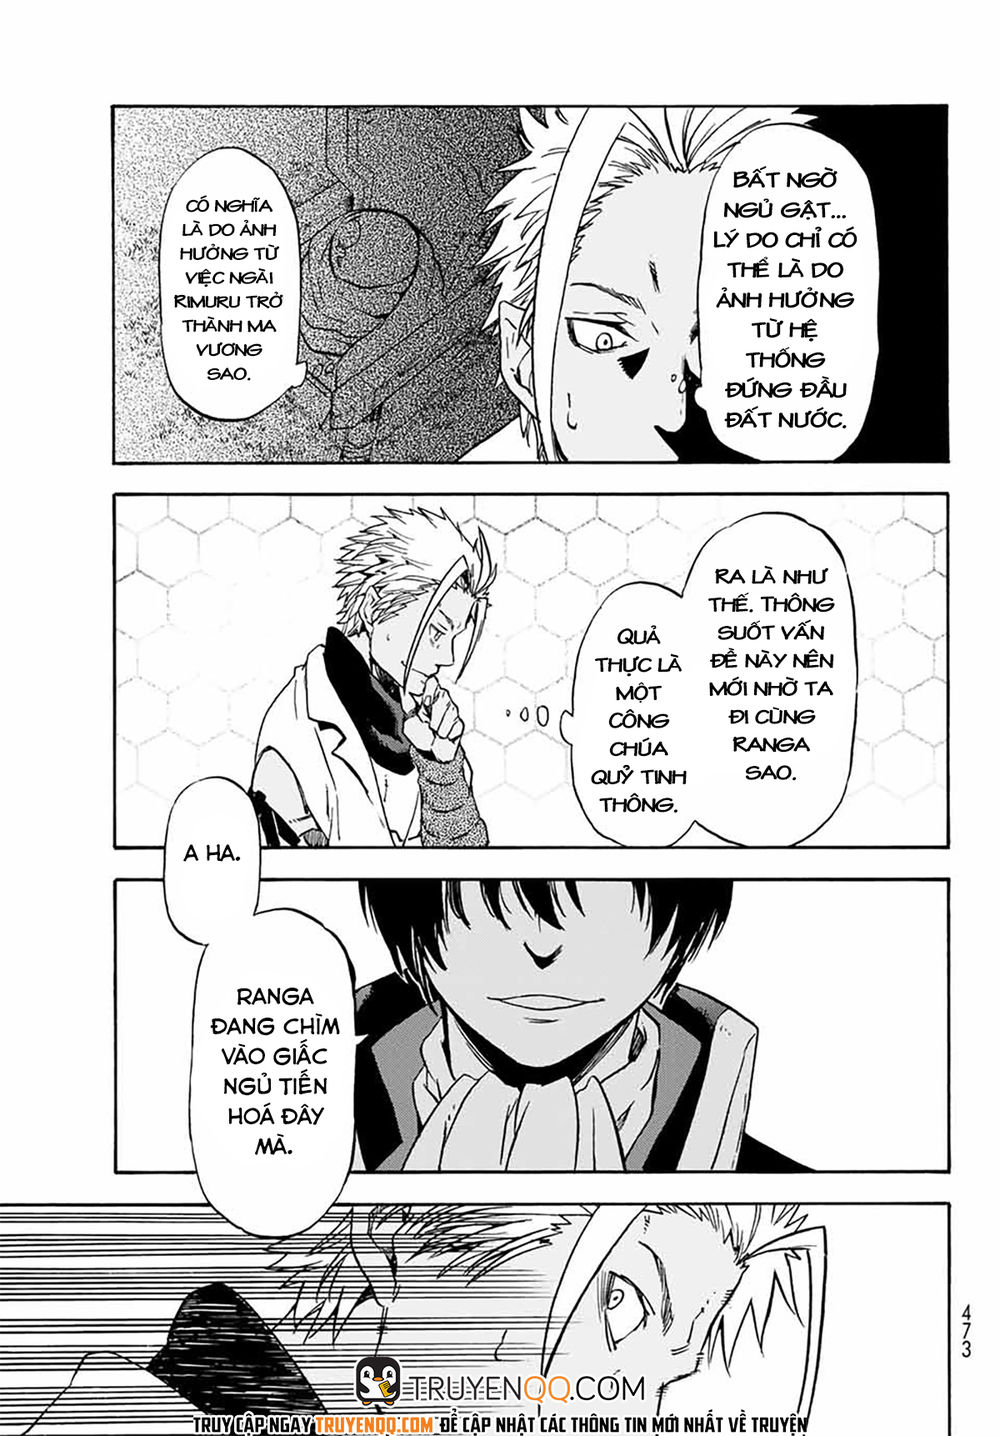 BẤT NGỜ
NGỦ GẬT...
LÝ DO CHỈ CÓ
THỂ LÀ DO
ẢNH HƯỞNG
TỪ HỆ
THỐNG
ĐỨNG ĐẦU
ĐẤT NƯỚC.
CÓ NGHĨA
LÀ DO ẢNH
HƯỞNG TỪ
VIỆC NGÀI
RIMURU TRỞ
THÀNH MA
VƯƠNG
SAO.
RA LÀ NHƯ
THẾ. THÔNG
SUỐT VẤN
ĐỀ NÀY NÊN
MỚI NHỜ TA
ĐI CÙNG
RANGA
SAO.
QUẢ
THỰC LÀ
MỘT
CÔNG
CHÚA
QUỶ TINH
THÔNG.
A HA.
RANGA
ĐANG CHÌM
VÀO GIẤC
NGỦ TIẾN
HOÁ ĐÂY
MÀ.
473
TRUYENQQ.COM
TRUY CẬP NGAY TRUYENQQ.COM ĐỂ CẬP NHẬT CÁC THÔNG TIN MỚI NHẤT VỀ TRUYỆN